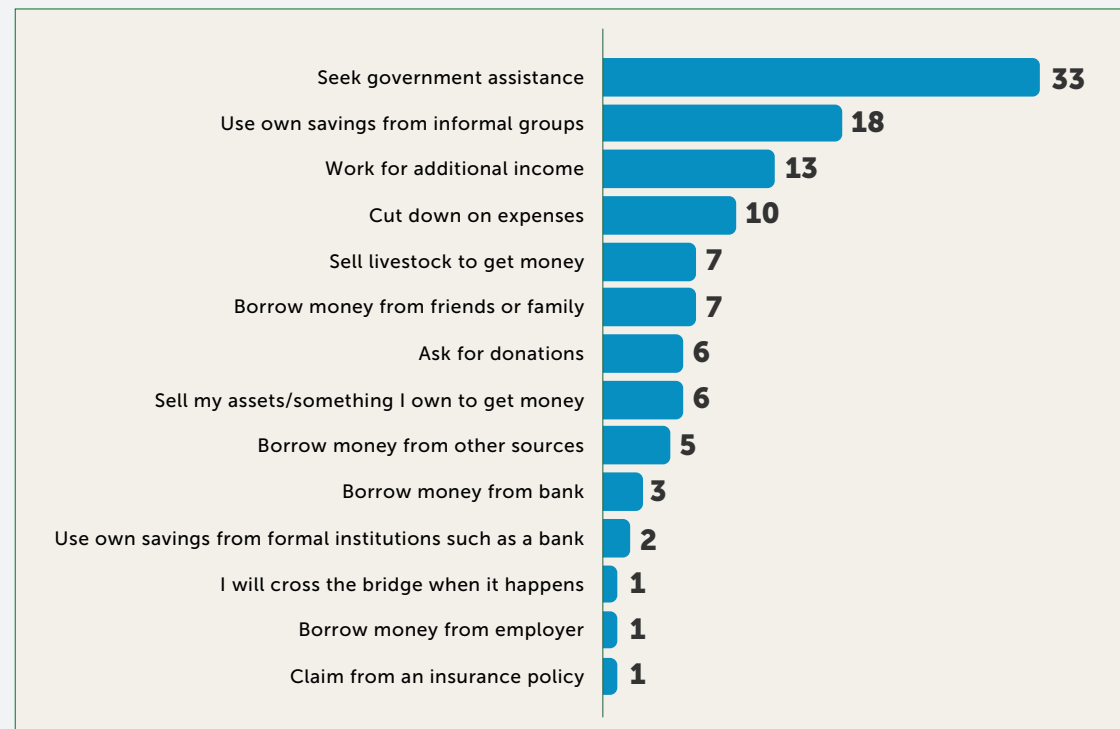 Seek government assistance 33
Use own savings from informal groups 18
Work for additional income 13
Cut down on expenses 10
Sell livestock to get money 7
Borrow money from friends or family 7
Ask for donations 6
Sell my assets/something I own to get money 6
Borrow money from other sources 5
Borrow money from bank 3
Use own savings from formal institutions such as a bank 2
I will cross the bridge when it happens 1
Borrow money from employer 1
Claim from an insurance policy 1